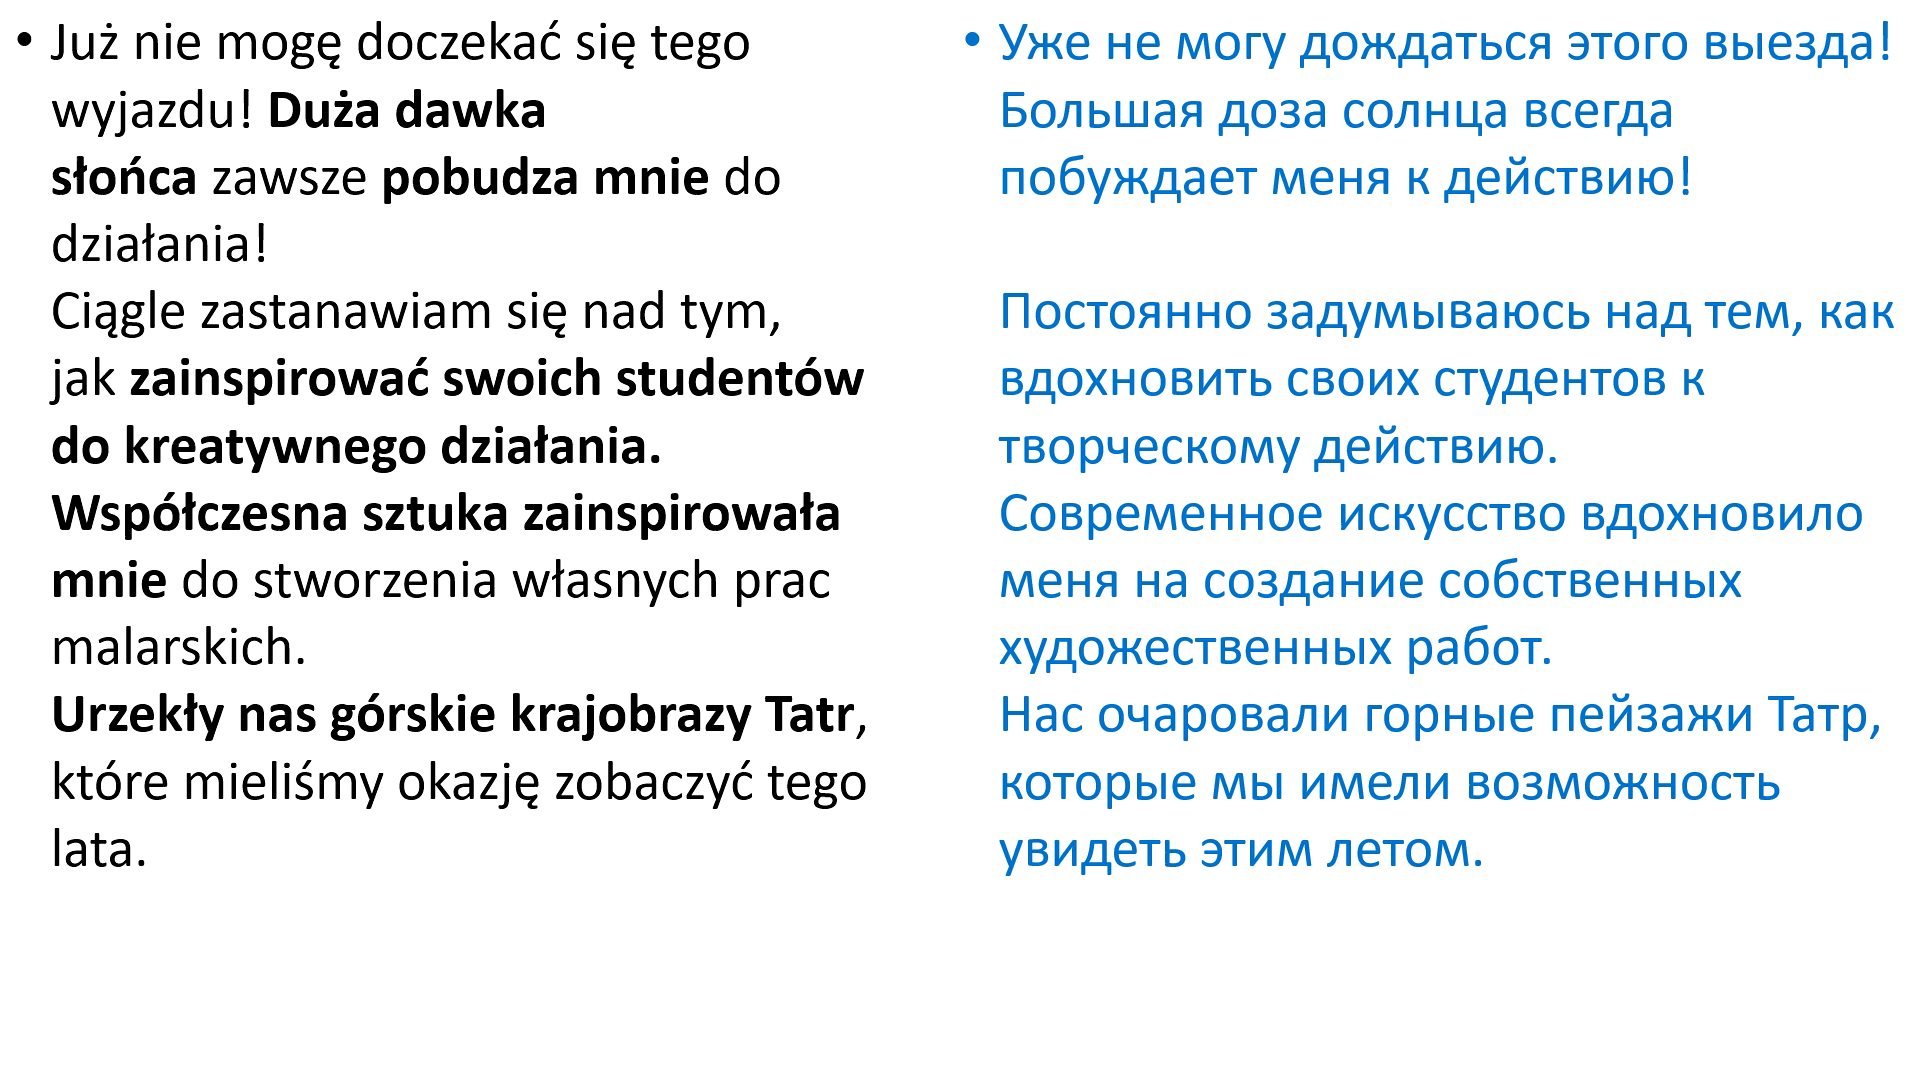 • Już nie mogę doczekać się tego
wyjazdu! Duża dawka
słońca zawsze pobudza mnie do
działania!
Ciągle zastanawiam się nad tym,
jak zainspirować swoich studentów
do kreatywnego działania.
Współczesna sztuka zainspirowała
mnie do stworzenia własnych prac
malarskich.
Urzekły nas górskie krajobrazy Tatr,
które mieliśmy okazję zobaczyć tego
lata.
• Уже не могу дождаться этого выезда!
Большая доза солнца всегда
побуждает меня к действию!
Постоянно задумываюсь над тем, как
вдохновить своих студентов к
творческому действию.
Современное искусство вдохновило
меня на создание собственных
художественных работ.
Нас очаровали горные пейзажи Татр,
которые мы имели возможность
увидеть этим летом.